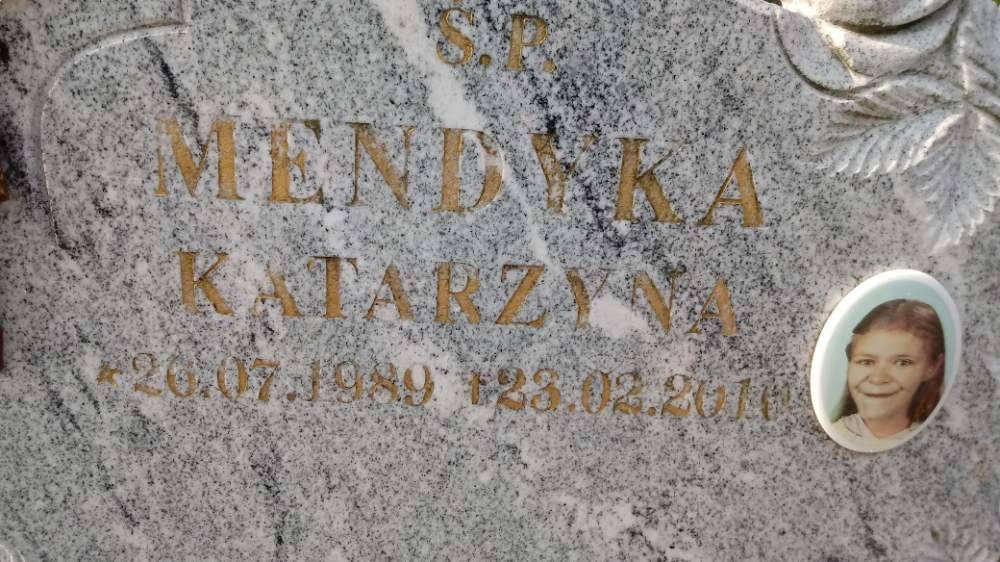 Ś.P.
MENDYKA
KATARZYNA
* 26.07.1989 † 23.02.2010